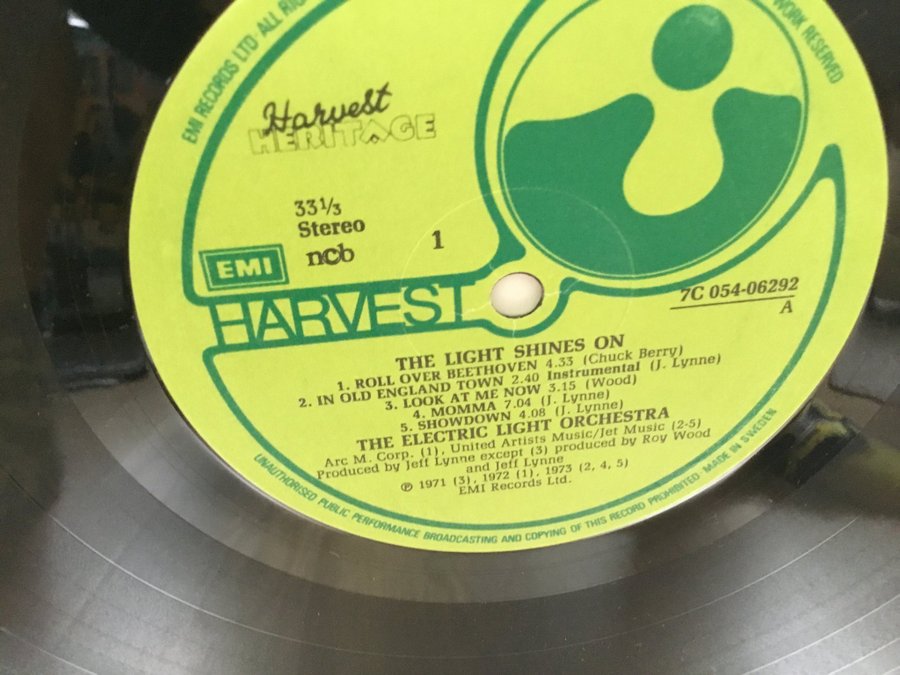 EMI RECORDS LTD· ALL RIG
WORK RESERVED
Harvest
HERITAGE
33 1/3
Stereo
ncb
1
EMI
HARVEST
7C 054-06292
A
THE LIGHT SHINES ON
1. ROLL OVER BEETHOVEN 4.33 (Chuck Berry)
2. IN OLD ENGLAND TOWN 2.40 Instrumental (J. Lynne)
3. LOOK AT ME NOW 3.15 (Wood)
4. MOMMA 7.04 (J. Lynne)
5. SHOWDOWN 4.08 (J. Lynne)
THE ELECTRIC LIGHT ORCHESTRA
Arc M. Corp. (1), United Artists Music/Jet Music (2-5)
Produced by Jeff Lynne except (3) produced by Roy Wood
and Jeff Lynne
℗ 1971 (3), 1972 (1), 1973 (2, 4, 5)
EMI Records Ltd.
UNAUTHORISED PUBLIC PERFORMANCE BROADCASTING AND COPYING OF THIS RECORD PROHIBITED· MADE IN SWEDEN